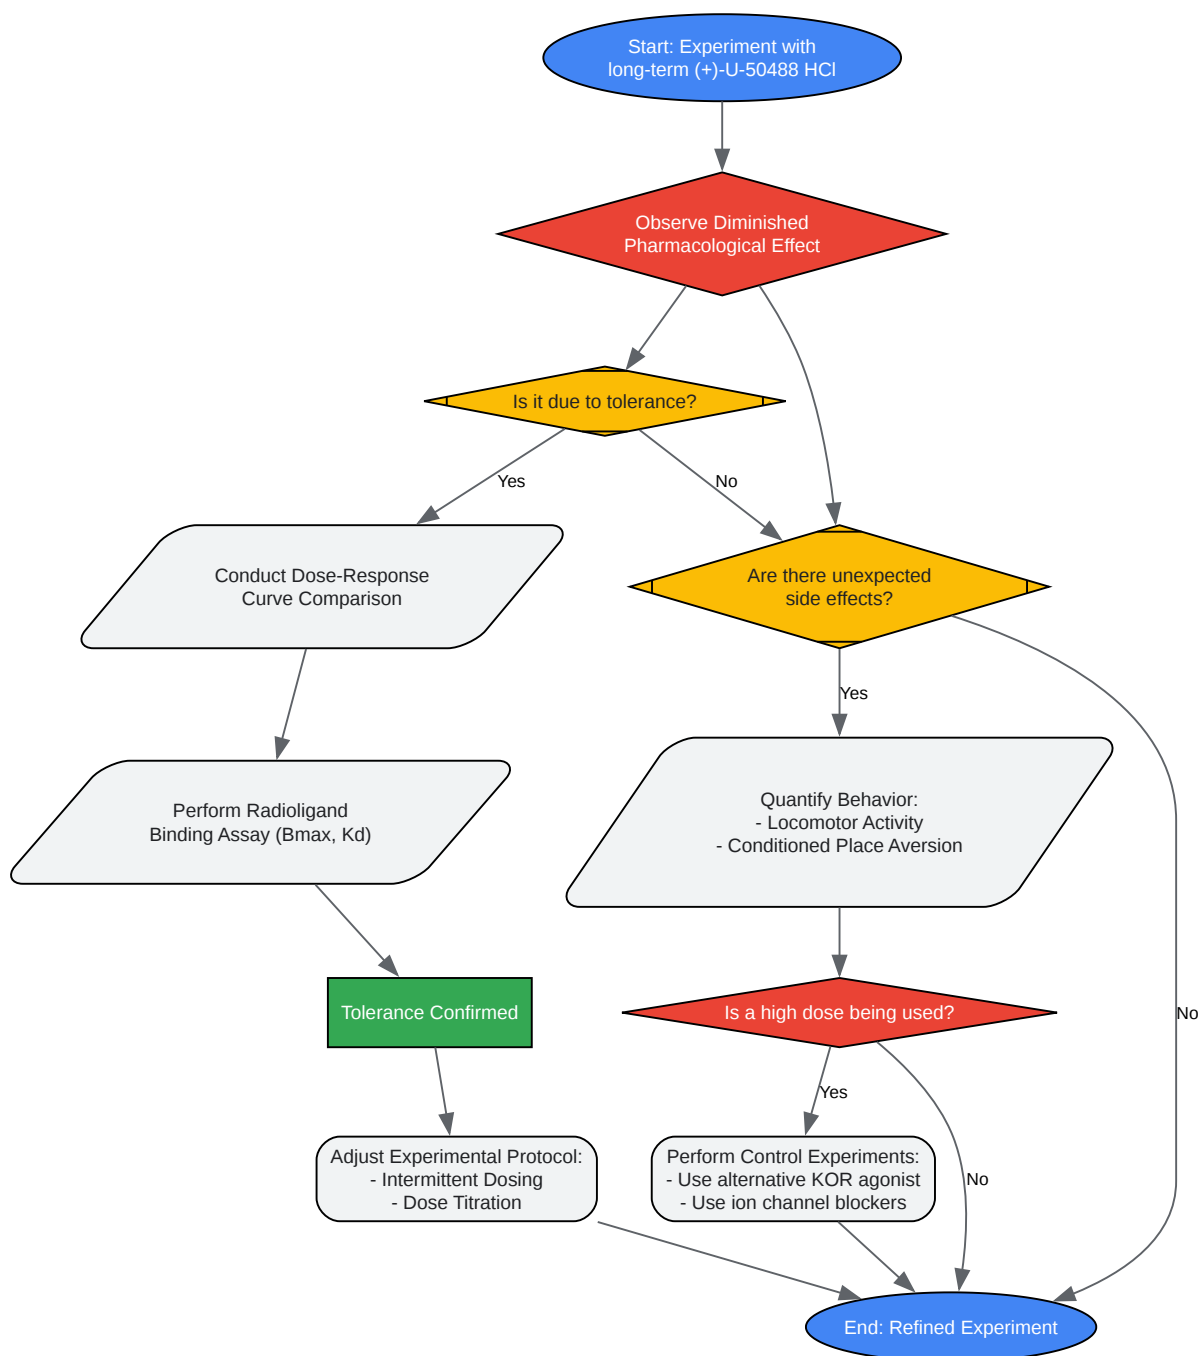 Start: Experiment with
long-term (+)-U-50488 HCl
Observe Diminished
Pharmacological Effect
Is it due to tolerance?
Yes
No
Conduct Dose-Response
Curve Comparison
Are there unexpected
side effects?
Yes
Perform Radioligand
Binding Assay (Bmax, Kd)
Quantify Behavior:
- Locomotor Activity
- Conditioned Place Aversion
Tolerance Confirmed
Is a high dose being used?
No
Yes
Adjust Experimental Protocol:
- Intermittent Dosing
- Dose Titration
Perform Control Experiments:
- Use alternative KOR agonist
- Use ion channel blockers
No
End: Refined Experiment